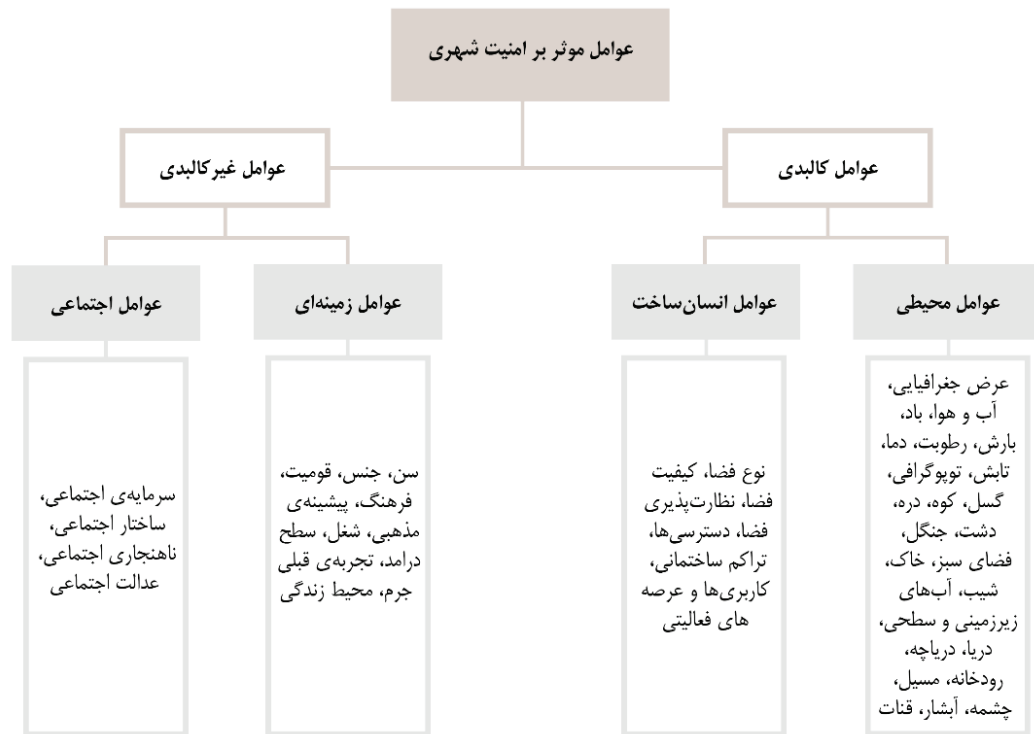 عوامل موثر بر امنیت شهری
عوامل کالبدی
عوامل غیرکالبدی
عوامل محیطی
عوامل انسان‌ساخت
عوامل زمینه‌ای
عوامل اجتماعی
عرض جغرافیایی،
آب و هوا، باد،
بارش، رطوبت، دما،
تابش، توپوگرافی،
گسل، کوه، دره،
دشت، جنگل،
فضای سبز، خاک،
شیب، آب‌های
زیرزمینی و سطحی،
دریا، دریاچه،
رودخانه، مسیل،
چشمه، آبشار، قنات
نوع فضا، کیفیت
فضا، نظارت‌پذیری
فضا، دسترسی‌ها،
تراکم ساختمانی،
کاربری‌ها و عرصه
های فعالیتی
سن، جنس، قومیت،
فرهنگ، پیشینه‌ی
مذهبی، شغل، سطح
درامد، تجربه‌ی قبلی
جرم، محیط زندگی
سرمایه‌ی اجتماعی،
ساختار اجتماعی،
ناهنجاری اجتماعی،
عدالت اجتماعی